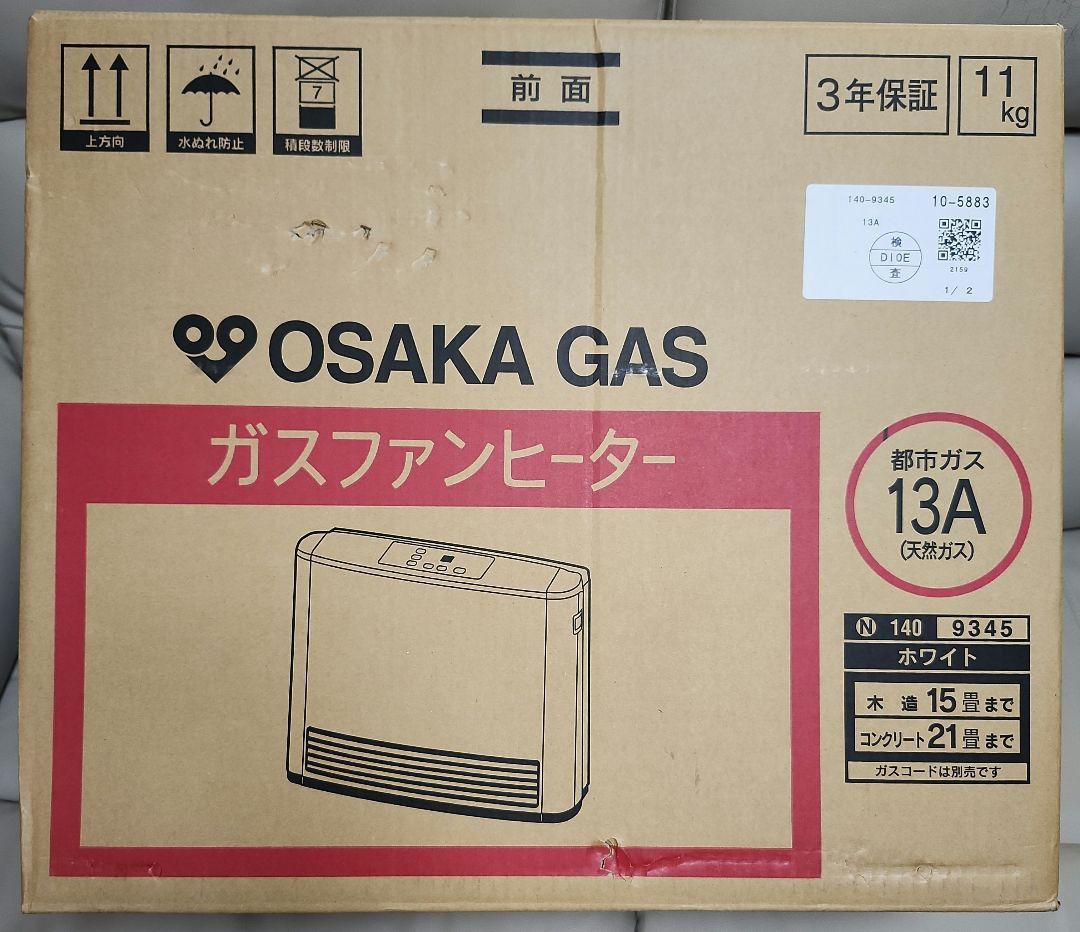 上方向
水ぬれ防止
7
積段数制限
前面
3年保証
11
kg
140-9345
10-5883
13A
検
D10E
査
2159
1/ 2
OSAKA GAS
ガスファンヒーター
都市ガス
13A
(天然ガス)
N 140 9345
ホワイト
木造15畳まで
コンクリート21畳まで
ガスコードは別売です